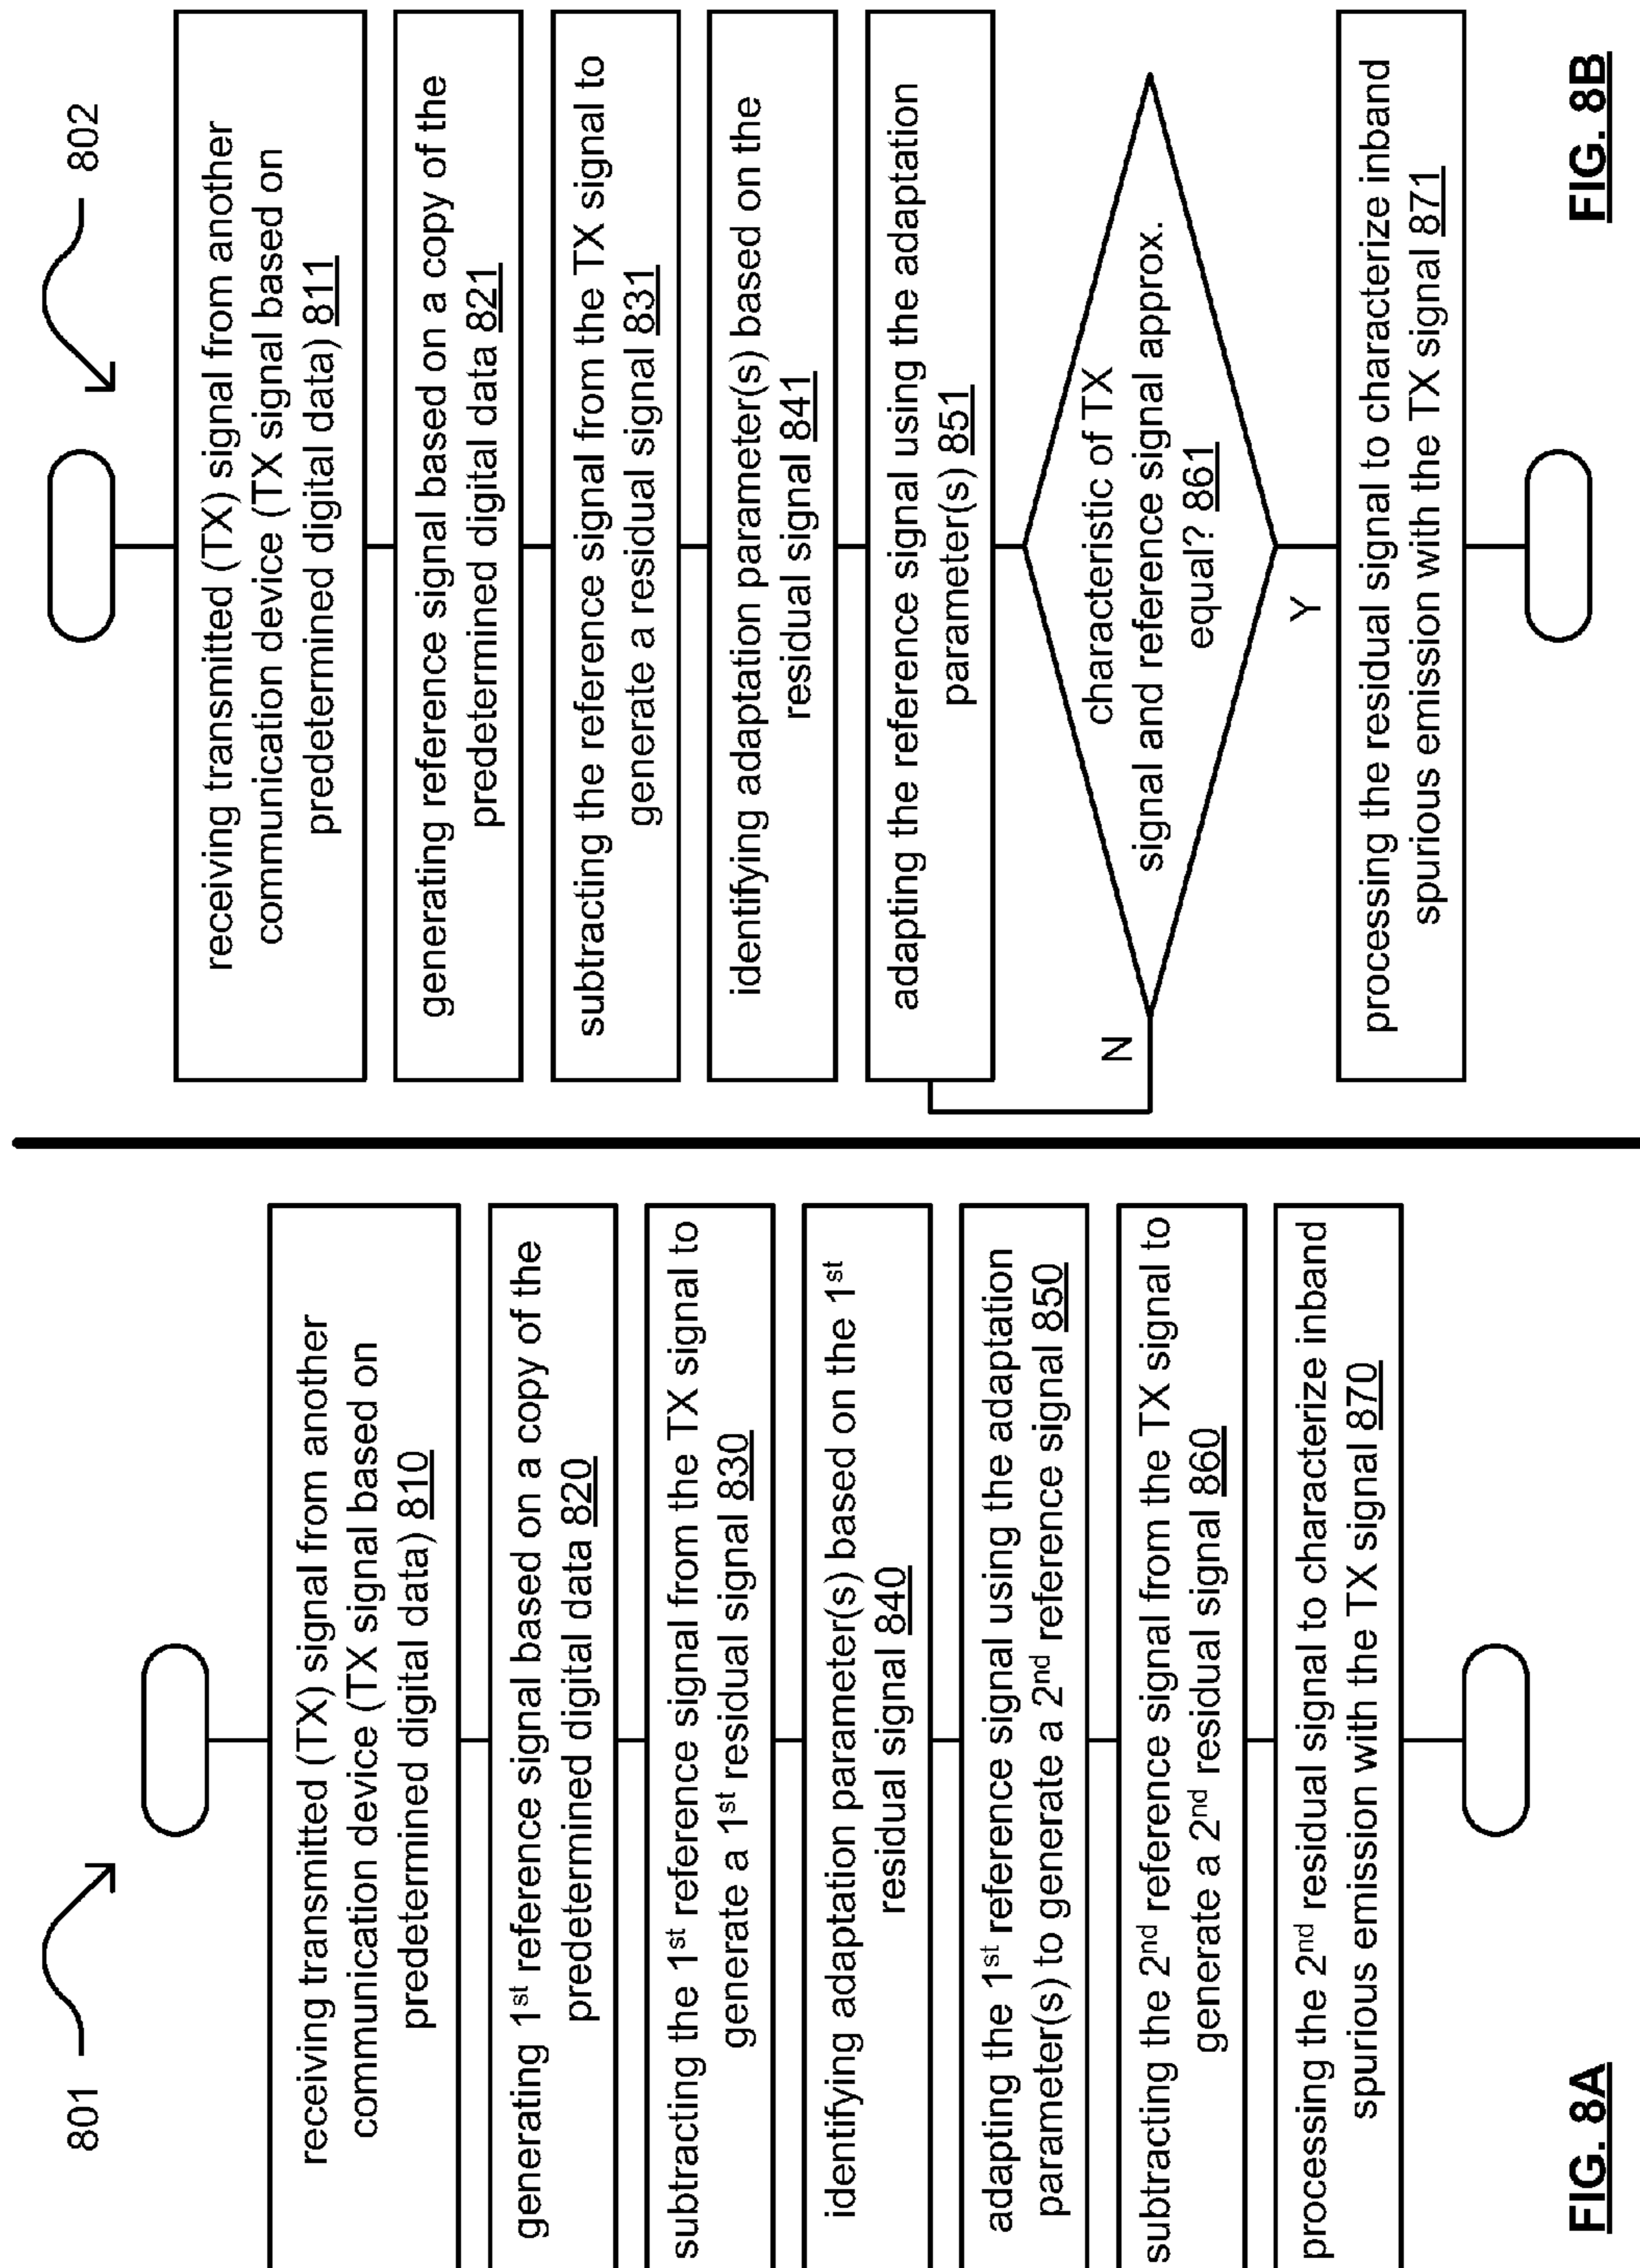 801
receiving transmitted (TX) signal from another
communication device (TX signal based on
predetermined digital data) 810
generating 1st reference signal based on a copy of the
predetermined digital data 820
subtracting the 1st reference signal from the TX signal to
generate a 1st residual signal 830
identifying adaptation parameter(s) based on the 1st
residual signal 840
adapting the 1st reference signal using the adaptation
parameter(s) to generate a 2nd reference signal 850
subtracting the 2nd reference signal from the TX signal to
generate a 2nd residual signal 860
processing the 2nd residual signal to characterize inband
spurious emission with the TX signal 870
FIG. 8A
802
receiving transmitted (TX) signal from another
communication device (TX signal based on
predetermined digital data) 811
generating reference signal based on a copy of the
predetermined digital data 821
subtracting the reference signal from the TX signal to
generate a residual signal 831
identifying adaptation parameter(s) based on the
residual signal 841
adapting the reference signal using the adaptation
parameter(s) 851
characteristic of TX
signal and reference signal approx.
equal? 861
N
Y
processing the residual signal to characterize inband
spurious emission with the TX signal 871
FIG. 8B